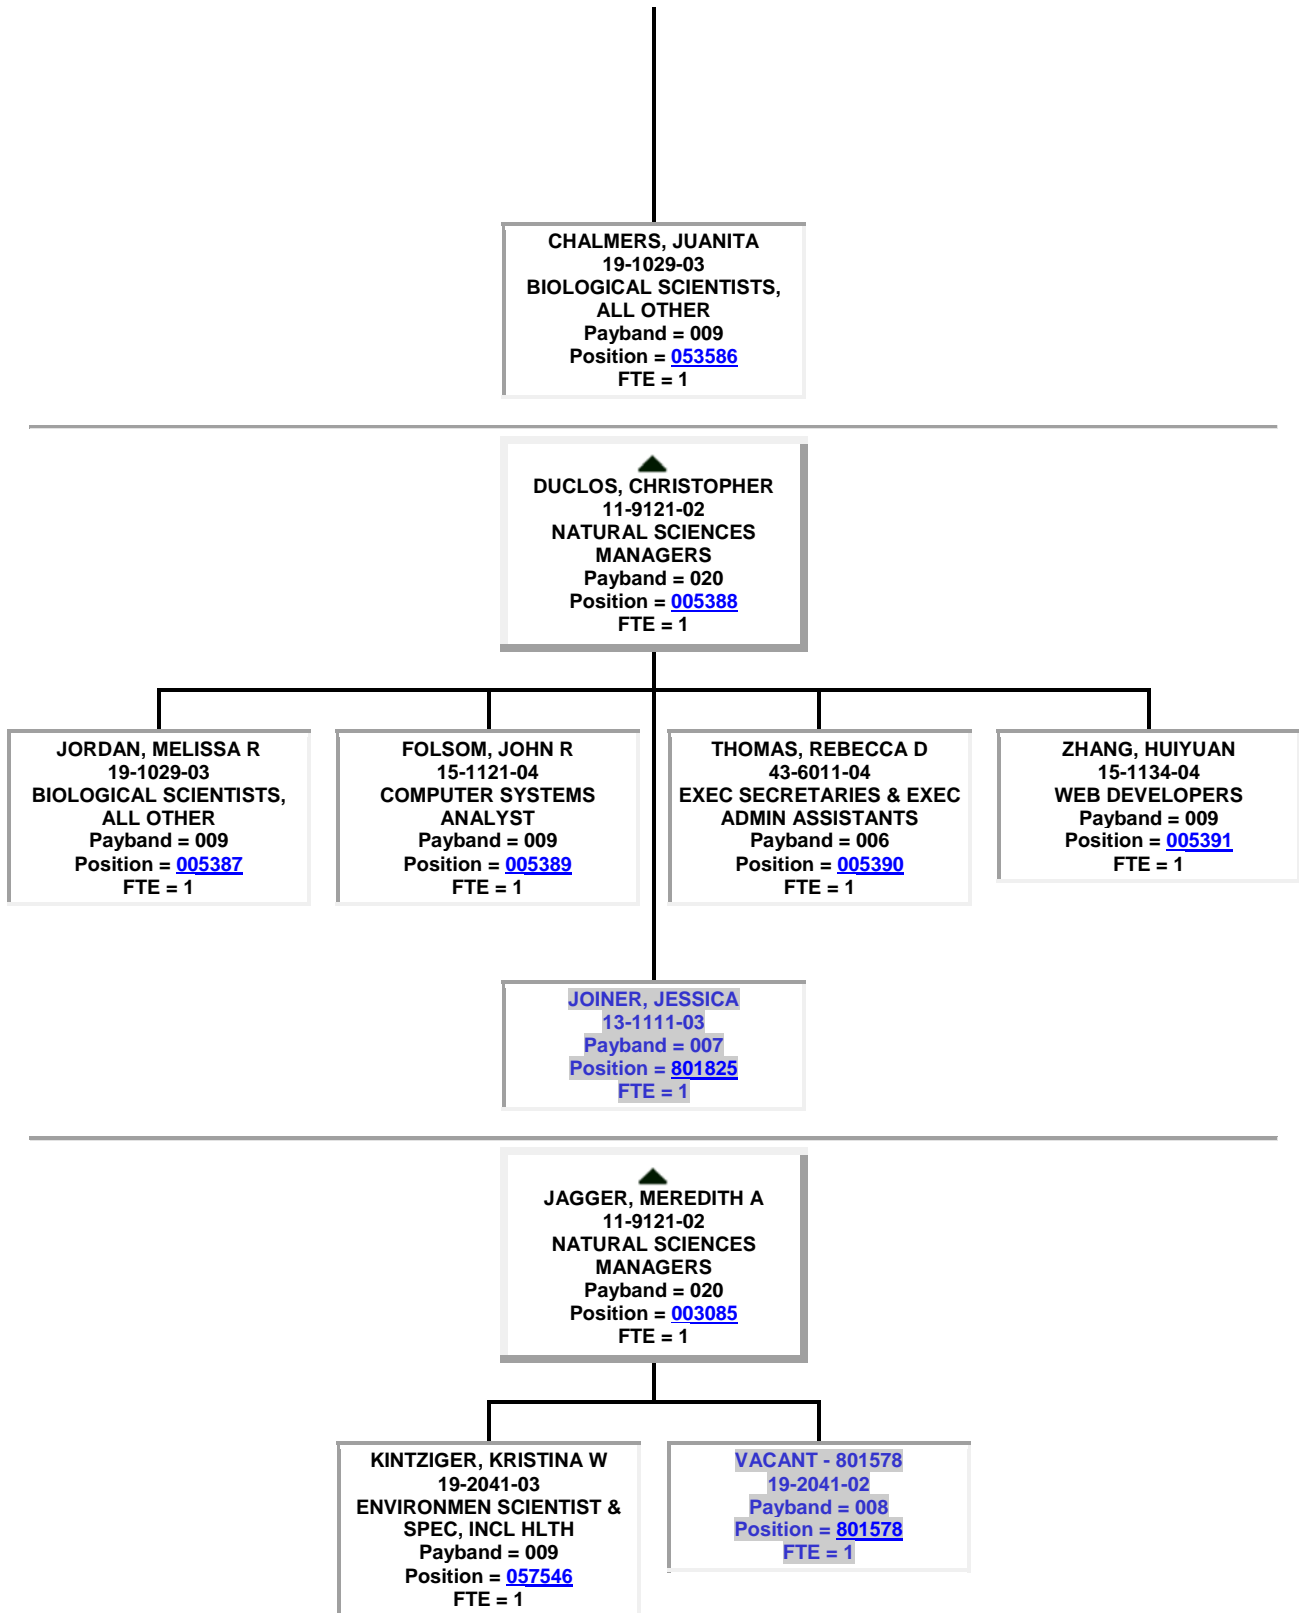 CHALMERS, JUANITA
19-1029-03
BIOLOGICAL SCIENTISTS,
ALL OTHER
Payband = 009
Position = 053586
FTE = 1
DUCLOS, CHRISTOPHER
11-9121-02
NATURAL SCIENCES
MANAGERS
Payband = 020
Position = 005388
FTE = 1
JORDAN, MELISSA R
19-1029-03
BIOLOGICAL SCIENTISTS,
ALL OTHER
Payband = 009
Position = 005387
FTE = 1
FOLSOM, JOHN R
15-1121-04
COMPUTER SYSTEMS
ANALYST
Payband = 009
Position = 005389
FTE = 1
THOMAS, REBECCA D
43-6011-04
EXEC SECRETARIES & EXEC
ADMIN ASSISTANTS
Payband = 006
Position = 005390
FTE = 1
ZHANG, HUIYUAN
15-1134-04
WEB DEVELOPERS
Payband = 009
Position = 005391
FTE = 1
JOINER, JESSICA
13-1111-03
Payband = 007
Position = 801825
FTE = 1
JAGGER, MEREDITH A
11-9121-02
NATURAL SCIENCES
MANAGERS
Payband = 020
Position = 003085
FTE = 1
KINTZIGER, KRISTINA W
19-2041-03
ENVIRONMEN SCIENTIST &
SPEC, INCL HLTH
Payband = 009
Position = 057546
FTE = 1
VACANT - 801578
19-2041-02
Payband = 008
Position = 801578
FTE = 1